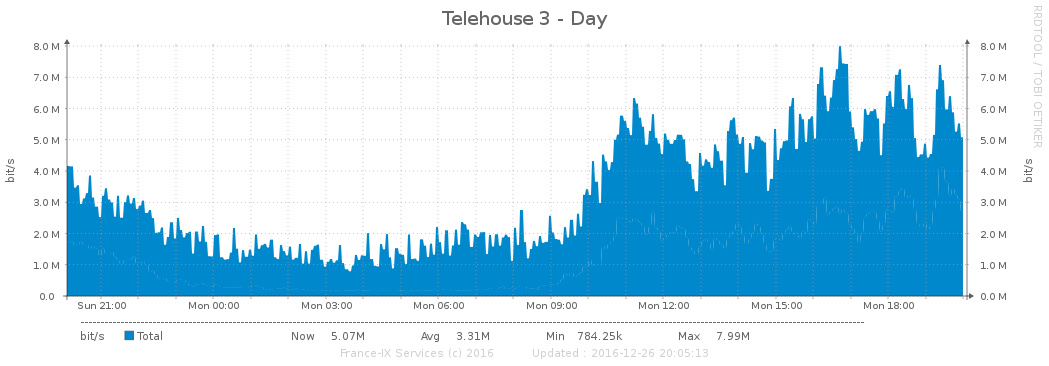 Telehouse 3 - Day
RRDTOOL / TOBI OETIKER
bit/s
8.0 M
7.0 M
6.0 M
5.0 M
4.0 M
3.0 M
2.0 M
1.0 M
0.0
8.0 M
7.0 M
6.0 M
5.0 M
4.0 M
3.0 M
2.0 M
1.0 M
0.0 M
bit/s
Sun 21:00 Mon 00:00 Mon 03:00 Mon 06:00 Mon 09:00 Mon 12:00 Mon 15:00 Mon 18:00
bit/s Total Now 5.07M Avg 3.31M Min 784.25k Max 7.99M
France-IX Services (c) 2016 Updated : 2016-12-26 20:05:13